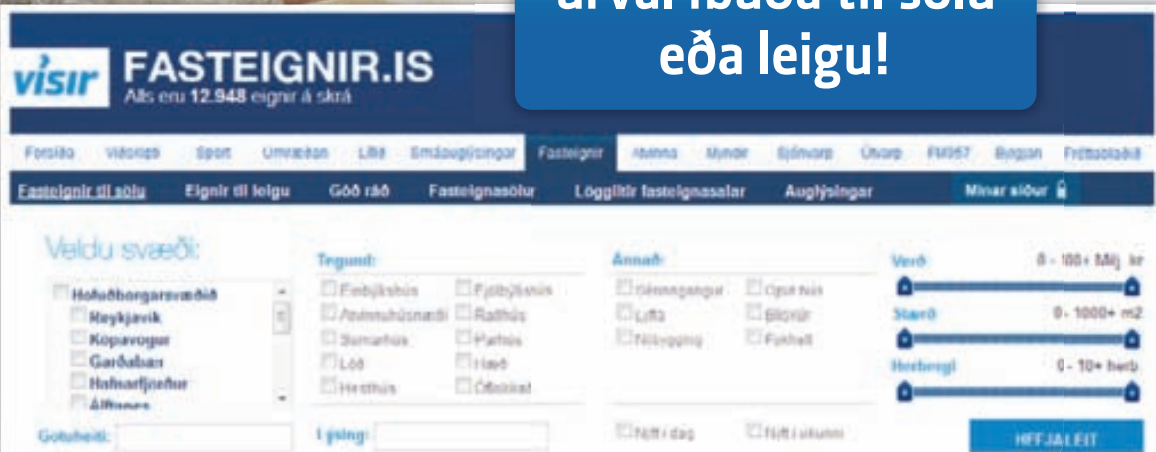 eða leigu!
vísir
FASTEIGNIR.IS
Alls eru 12.948 eignir á skrá
Forsíða Viðskipti Sport Umræðan Lífið Smáauglýsingar Fasteignir Atvinna Myndir Sjónvarp Útvarp FM957 Bylgjan Fréttablaðið
Fasteignir til sölu Eignir til leigu Góð ráð Fasteignasölur Löggiltir fasteignasalar Auglýsingar Mínar síður
Veldu svæði:
Höfuðborgarsvæðið
Reykjavík
Kópavogur
Garðabær
Hafnarfjörður
Álftanes
Götuheiti:
Tegund:
Einbýlishús Fjölbýlishús
Atvinnuhúsnæði Raðhús
Sumarhús Parhús
Lóð Hæð
Hesthús Óflokkað
Lýsing:
Annað:
Sérinngangur Opið hús
Lyfta Bílskúr
Nýbygging
Nýtt í dag Nýtt í vikunni
Verð 0 - 100+ Milj. kr
Stærð 0 - 1000+ m2
Herbergi 0 - 10+ herb.
HEFJA LEIT